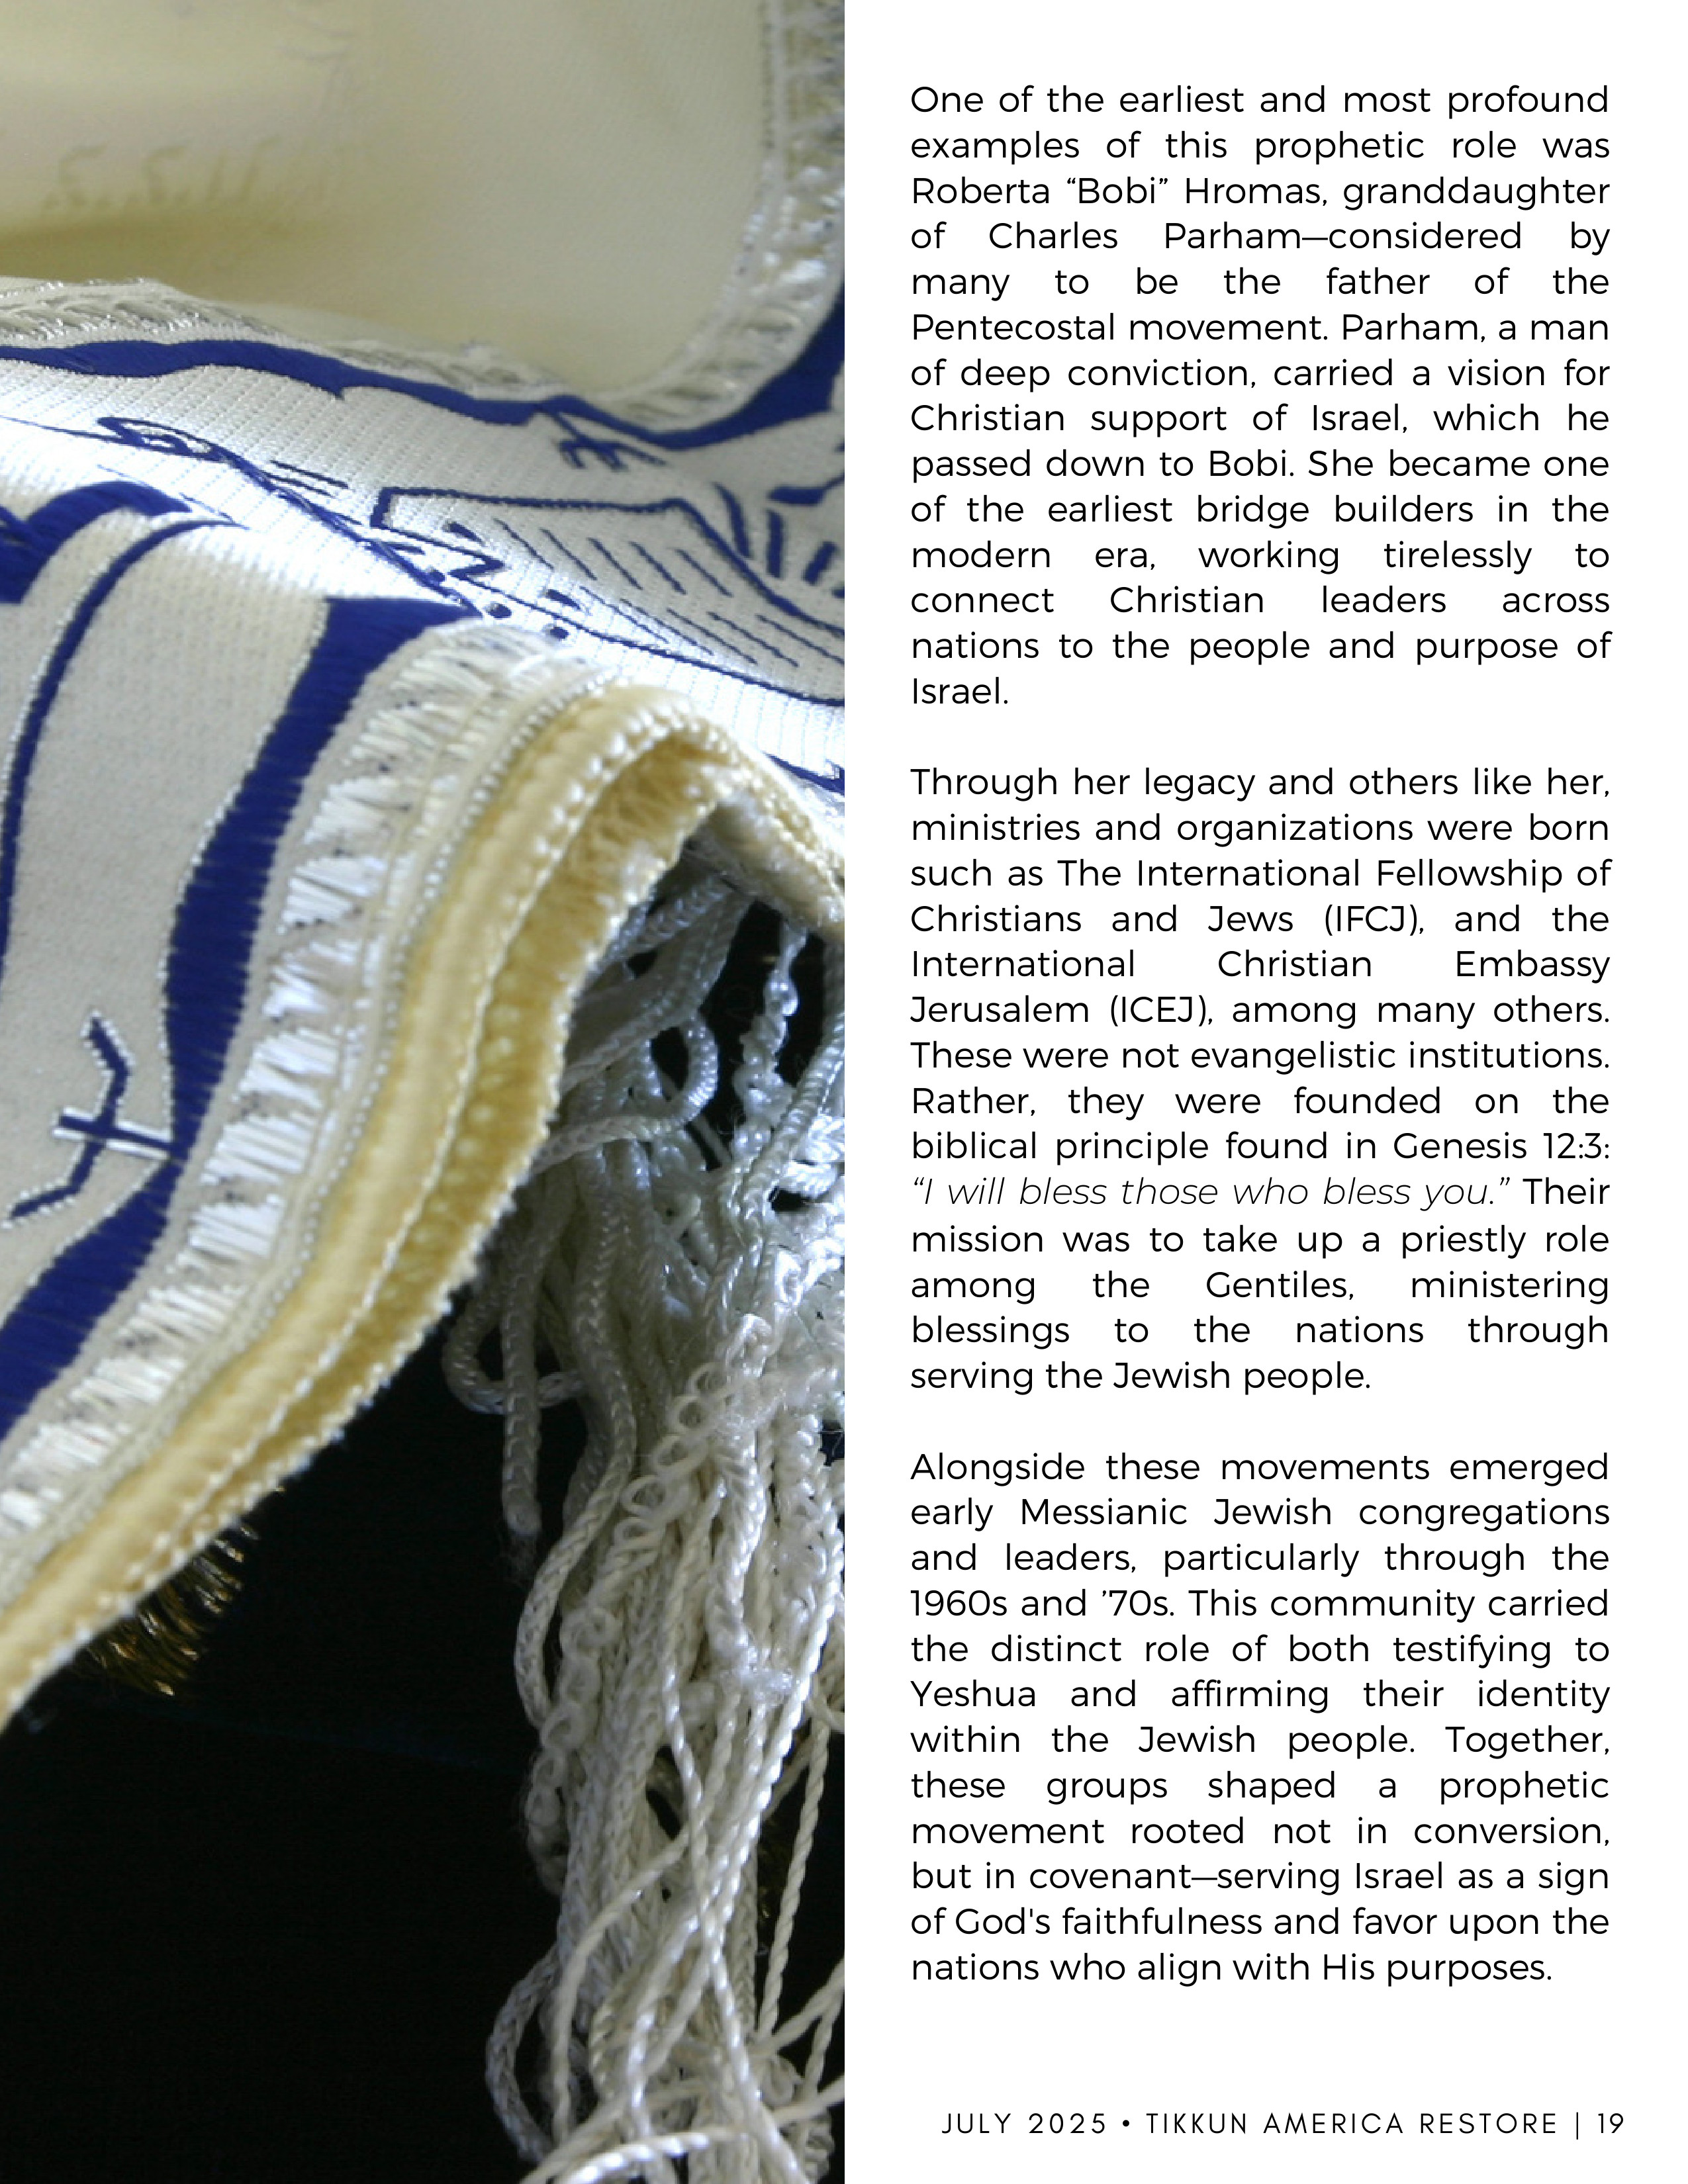 One of the earliest and most profound
examples of this prophetic role was
Roberta “Bobi” Hromas, granddaughter
of Charles Parham—considered by
many to be the father of the
Pentecostal movement. Parham, a man
of deep conviction, carried a vision for
Christian support of Israel, which he
passed down to Bobi. She became one
of the earliest bridge builders in the
modern era, working tirelessly to
connect Christian leaders across
nations to the people and purpose of
Israel.
Through her legacy and others like her,
ministries and organizations were born
such as The International Fellowship of
Christians and Jews (IFCJ), and the
International Christian Embassy
Jerusalem (ICEJ), among many others.
These were not evangelistic institutions.
Rather, they were founded on the
biblical principle found in Genesis 12:3:
“I will bless those who bless you.” Their
mission was to take up a priestly role
among the Gentiles, ministering
blessings to the nations through
serving the Jewish people.
Alongside these movements emerged
early Messianic Jewish congregations
and leaders, particularly through the
1960s and ’70s. This community carried
the distinct role of both testifying to
Yeshua and affirming their identity
within the Jewish people. Together,
these groups shaped a prophetic
movement rooted not in conversion,
but in covenant—serving Israel as a sign
of God's faithfulness and favor upon the
nations who align with His purposes.
JULY 2025 • TIKKUN AMERICA RESTORE | 19